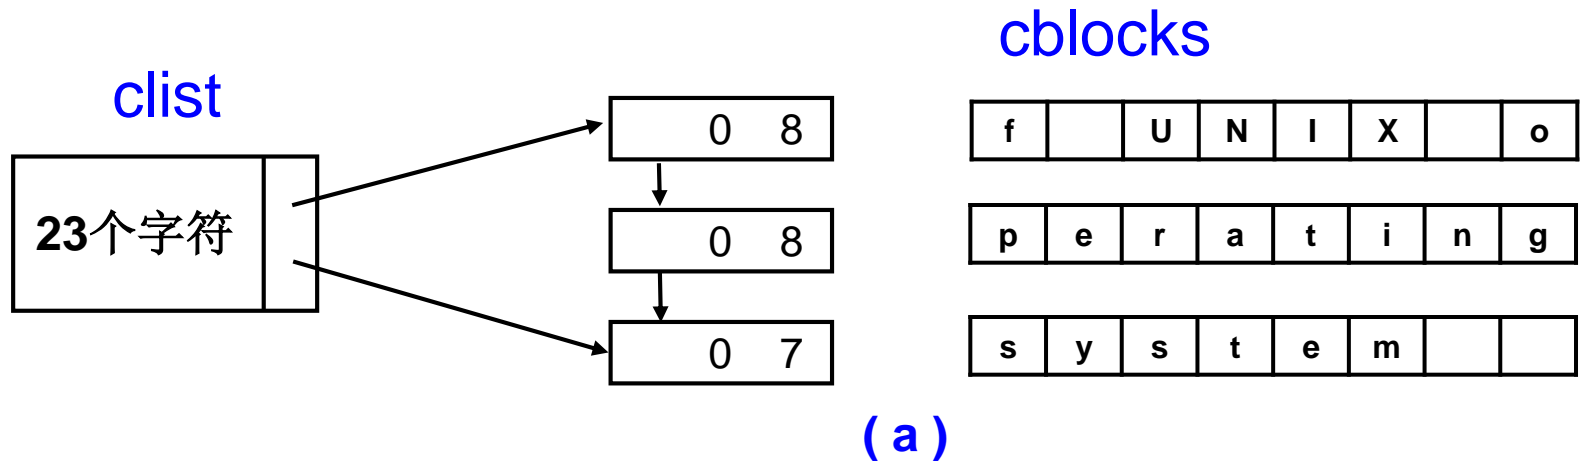 cblocks
clist
0 8
f U N I X o
23个字符
0 8
p e r a t i n g
0 7
s y s t e m
( a )